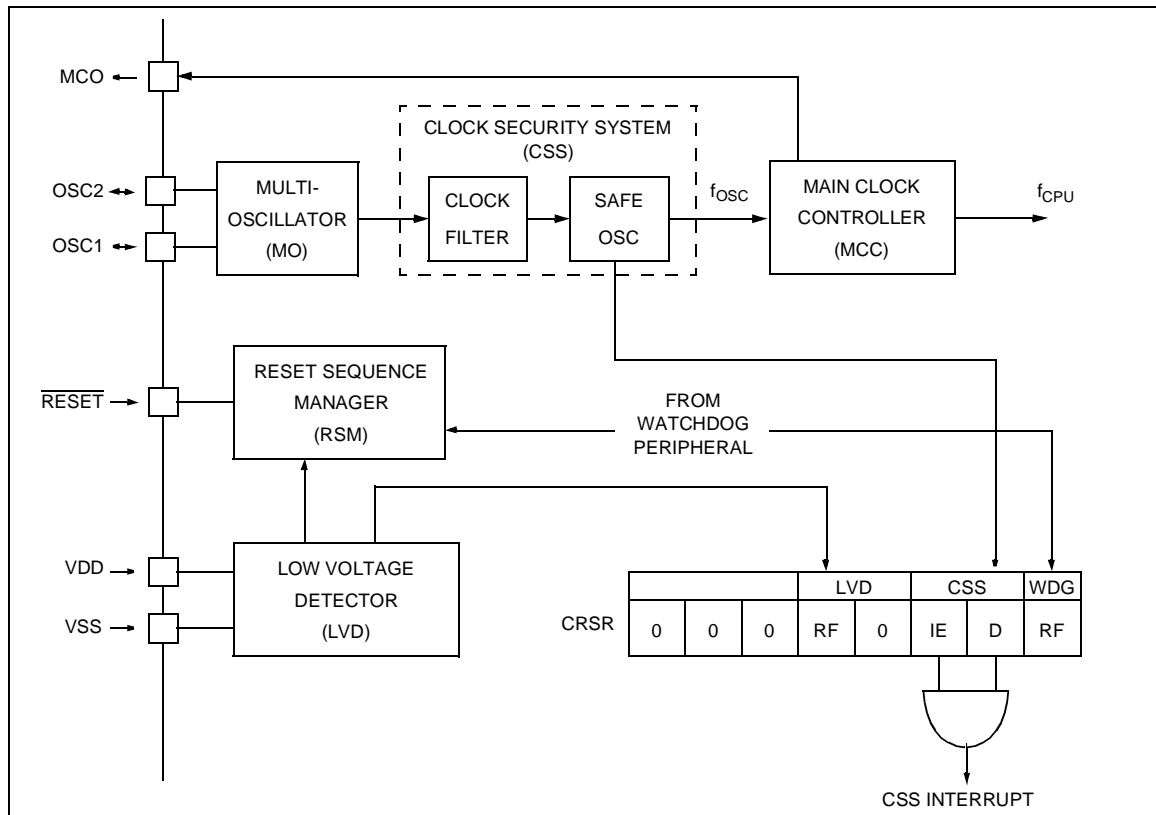 MCO
CLOCK SECURITY SYSTEM
(CSS)
OSC2
OSC1
MULTI-
OSCILLATOR
(MO)
CLOCK
FILTER
SAFE
OSC
fOSC
MAIN CLOCK
CONTROLLER
(MCC)
fCPU
RESET
RESET SEQUENCE
MANAGER
(RSM)
FROM
WATCHDOG
PERIPHERAL
VDD
VSS
LOW VOLTAGE
DETECTOR
(LVD)
LVD CSS WDG
CRSR 0 0 0 RF 0 IE D RF
CSS INTERRUPT